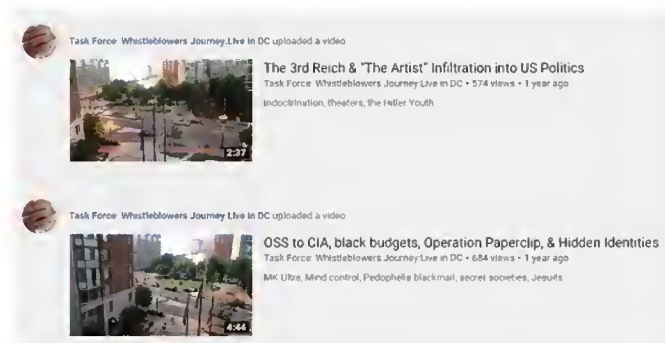 Task Force: Whistleblowers Journey.Live in DC uploaded a video
The 3rd Reich & "The Artist" Infiltration into US Politics
Task Force: Whistleblowers Journey.Live in DC • 574 views • 1 year ago
Indoctrination, theaters, the Hitler Youth
2:37
Task Force: Whistleblowers Journey.Live in DC uploaded a video
OSS to CIA, black budgets, Operation Paperclip, & Hidden Identities
Task Force: Whistleblowers Journey.Live in DC • 684 views • 1 year ago
MK Ultra, Mind control, Pedophelia blackmail, secret societies, Jesuits
4:44